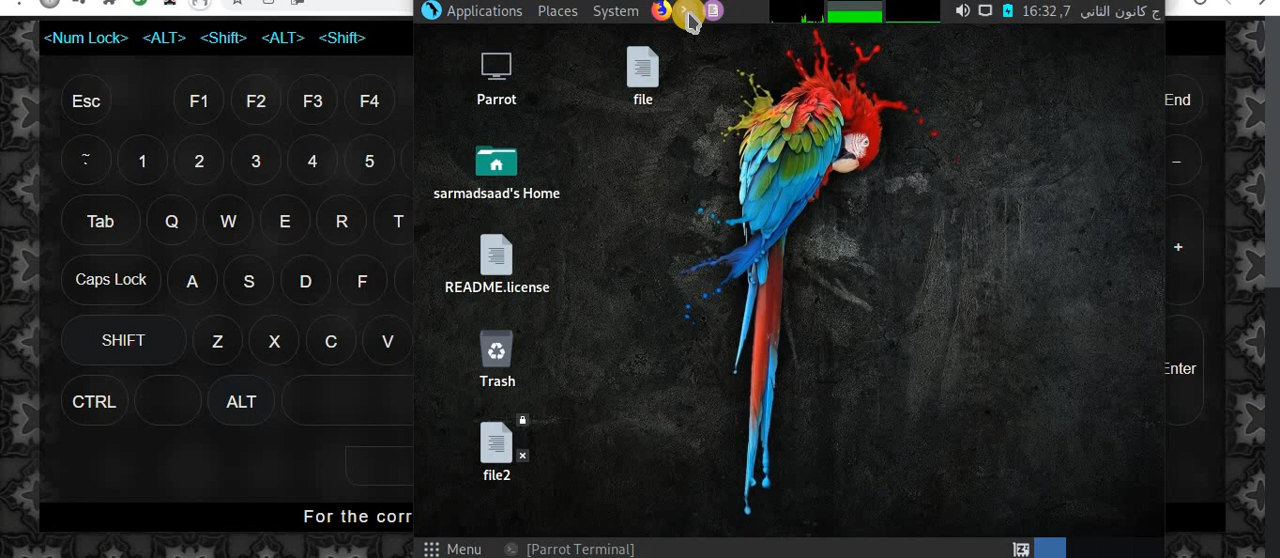 <Num Lock> <ALT> <Shift> <ALT> <Shift>
Applications Places System
16:32 ,7 ج كانون الثاني
Esc F1 F2 F3 F4
~ 1 2 3 4 5
Tab Q W E R T
Caps Lock A S D F
SHIFT Z X C V
CTRL ALT
For the corr
Parrot
file
sarmadsaad's Home
README.license
Trash
file2
End
−
+
Enter
Menu [Parrot Terminal]